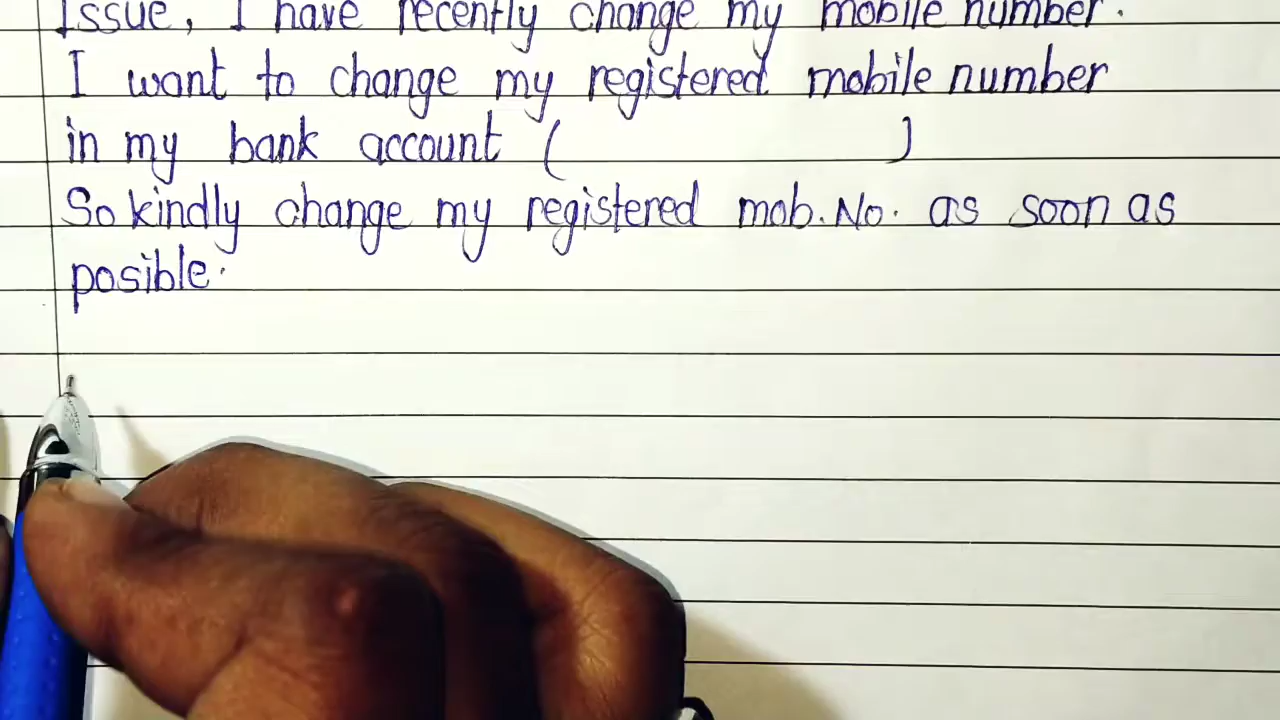 Issue, I have recently change my mobile number.
I want to change my registered mobile number
in my bank account (                    )
So kindly change my registered mob. No. as soon as
posible.